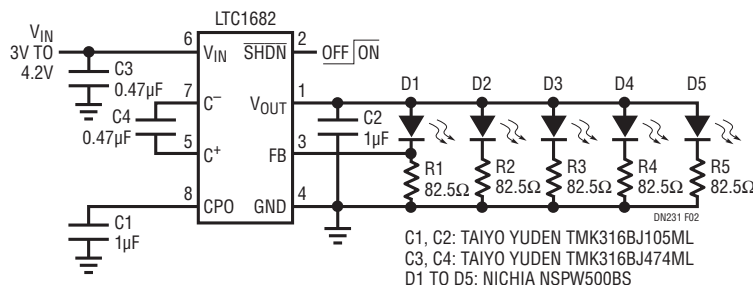 LTC1682
VIN
3V TO
4.2V
C3
0.47µF
6
VIN
SHDN
2
OFF ON
7
C−
C4
0.47µF
5
C+
VOUT
1
C2
1µF
FB
3
8
CPO
GND
4
C1
1µF
D1
D2
D3
D4
D5
R1
82.5Ω
R2
82.5Ω
R3
82.5Ω
R4
82.5Ω
R5
82.5Ω
DN231 F02
C1, C2: TAIYO YUDEN TMK316BJ105ML
C3, C4: TAIYO YUDEN TMK316BJ474ML
D1 TO D5: NICHIA NSPW500BS